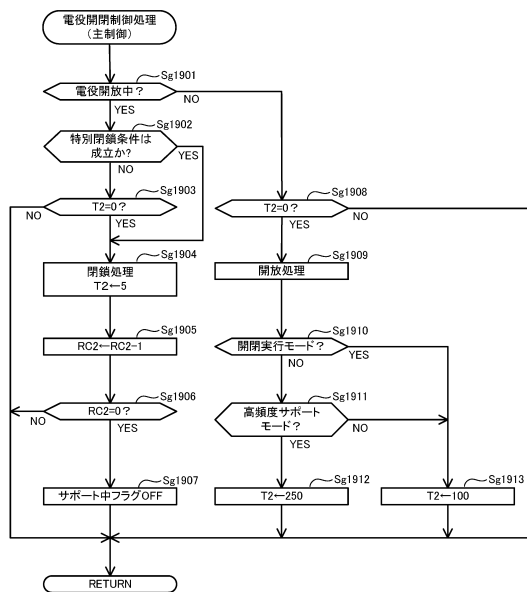 電役開閉制御処理
(主制御)
Sg1901
電役開放中？
YES
NO
Sg1902
特別閉鎖条件は
成立か?
YES
NO
Sg1903
T2=0？
NO
YES
Sg1904
閉鎖処理
T2←5
Sg1905
RC2←RC2-1
Sg1906
RC2=0？
NO
YES
Sg1907
サポート中フラグOFF
Sg1908
T2=0？
NO
YES
Sg1909
開放処理
Sg1910
開閉実行モード？
YES
NO
Sg1911
高頻度サポート
モード？
NO
YES
Sg1912
T2←250
Sg1913
T2←100
RETURN